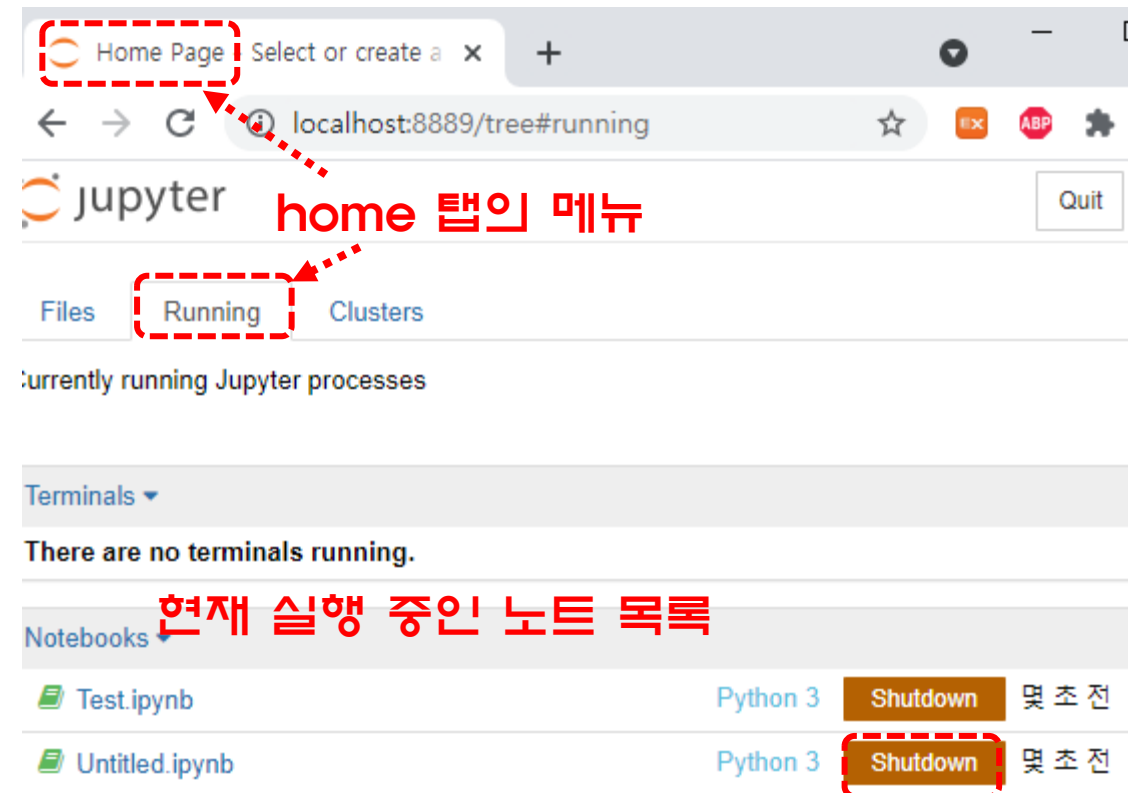 Home Page - Select or create a
localhost:8889/tree#running
EX
ABP
jupyter
Quit
home 탭의 메뉴
Files Running Clusters
urrently running Jupyter processes
Terminals
There are no terminals running.
현재 실행 중인 노트 목록
Notebooks
Test.ipynb Python 3 Shutdown 몇 초 전
Untitled.ipynb Python 3 Shutdown 몇 초 전